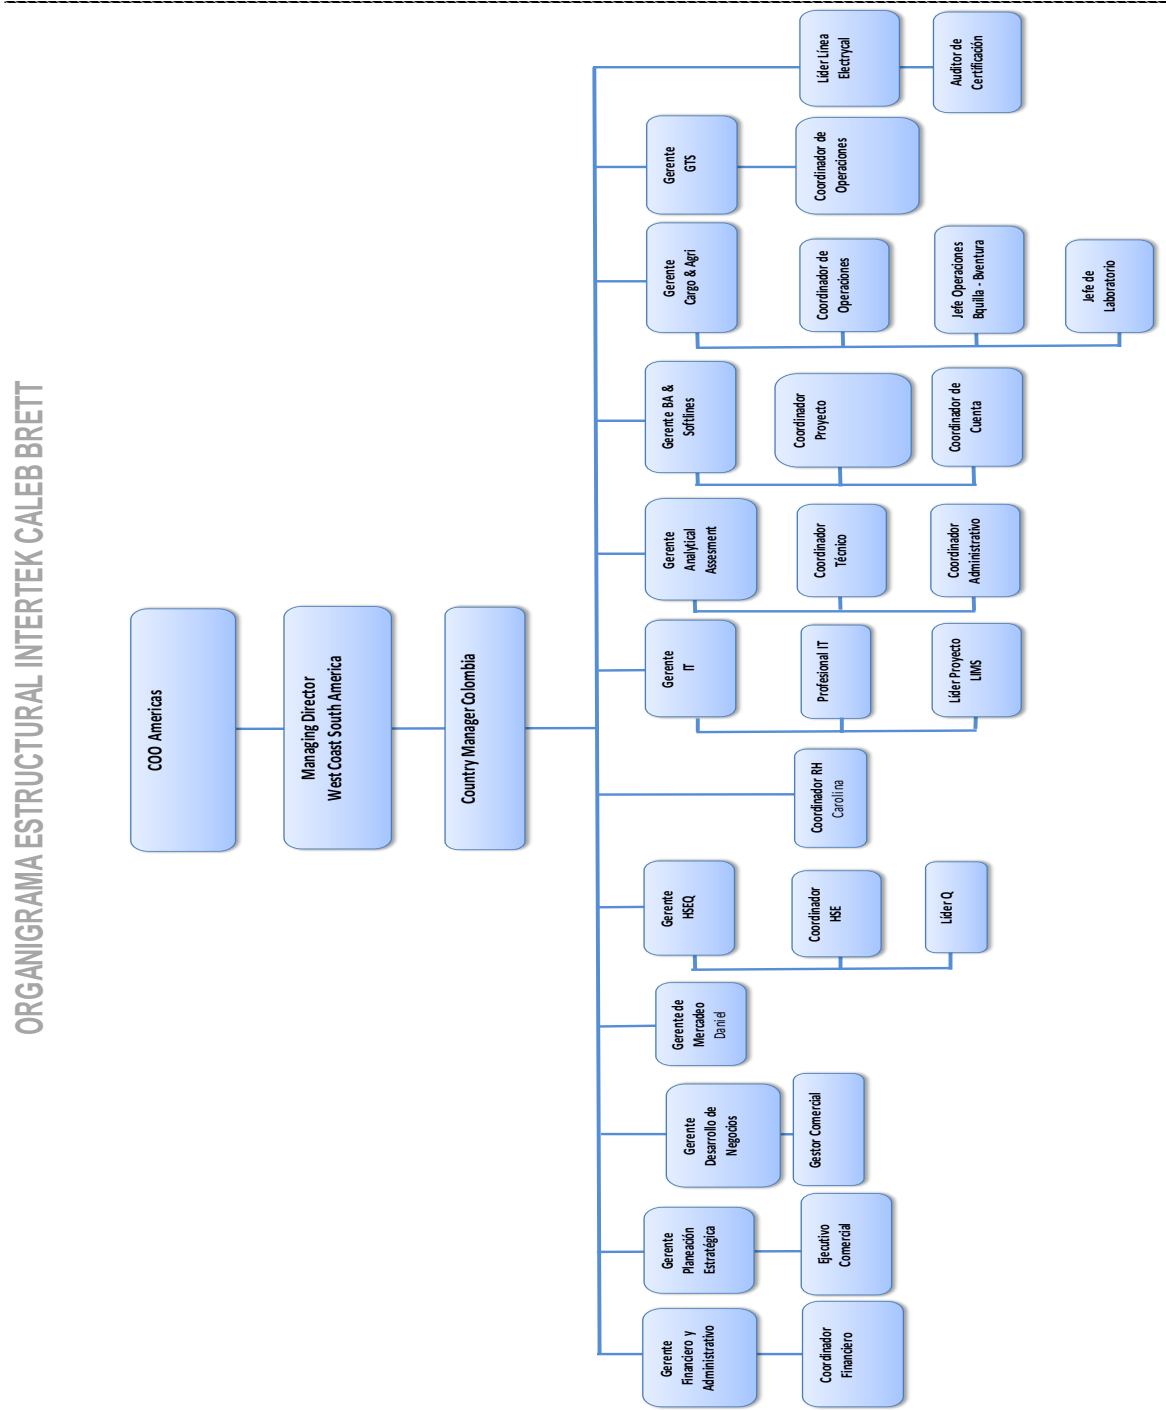 ORGANIGRAMA ESTRUCTURAL INTERTEK CALEB BRETT
COO Americas
Managing Director
West Coast South America
Country Manager Colombia
Gerente
Financiero y
Administrativo
Coordinador
Financiero
Gerente
Planeación
Estratégica
Ejecutivo
Comercial
Gerente
Desarrollo de
Negocios
Gestor Comercial
Gerente de
Mercadeo
Daniel
Gerente
HSEQ
Coordinador
HSE
Líder Q
Coordinador RH
Carolina
Gerente
IT
Profesional IT
Líder Proyecto
LIMS
Gerente
Analytical
Assesment
Coordinador
Técnico
Coordinador
Administrativo
Gerente BA &
Softlines
Coordinador
Proyecto
Coordinador de
Cuenta
Gerente
Cargo & Agri
Coordinador de
Operaciones
Jefe Operaciones
Bquilla - Bventura
Jefe de
Laboratorio
Gerente
GTS
Coordinador de
Operaciones
Líder Línea
Electrycal
Auditor de
Certificación